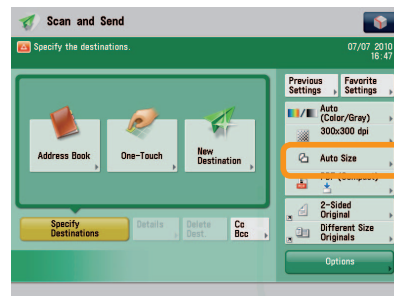 Scan and Send
Specify the destinations.
07/07 2010
16:47
Previous
Settings
Favorite
Settings
Auto
(Color/Gray)
300x300 dpi
Auto Size
PDF (Compact)
2-Sided
Original
Different Size
Originals
Options
Address Book
One-Touch
New
Destination
Specify
Destinations
Details
Delete
Dest.
Cc
Bcc